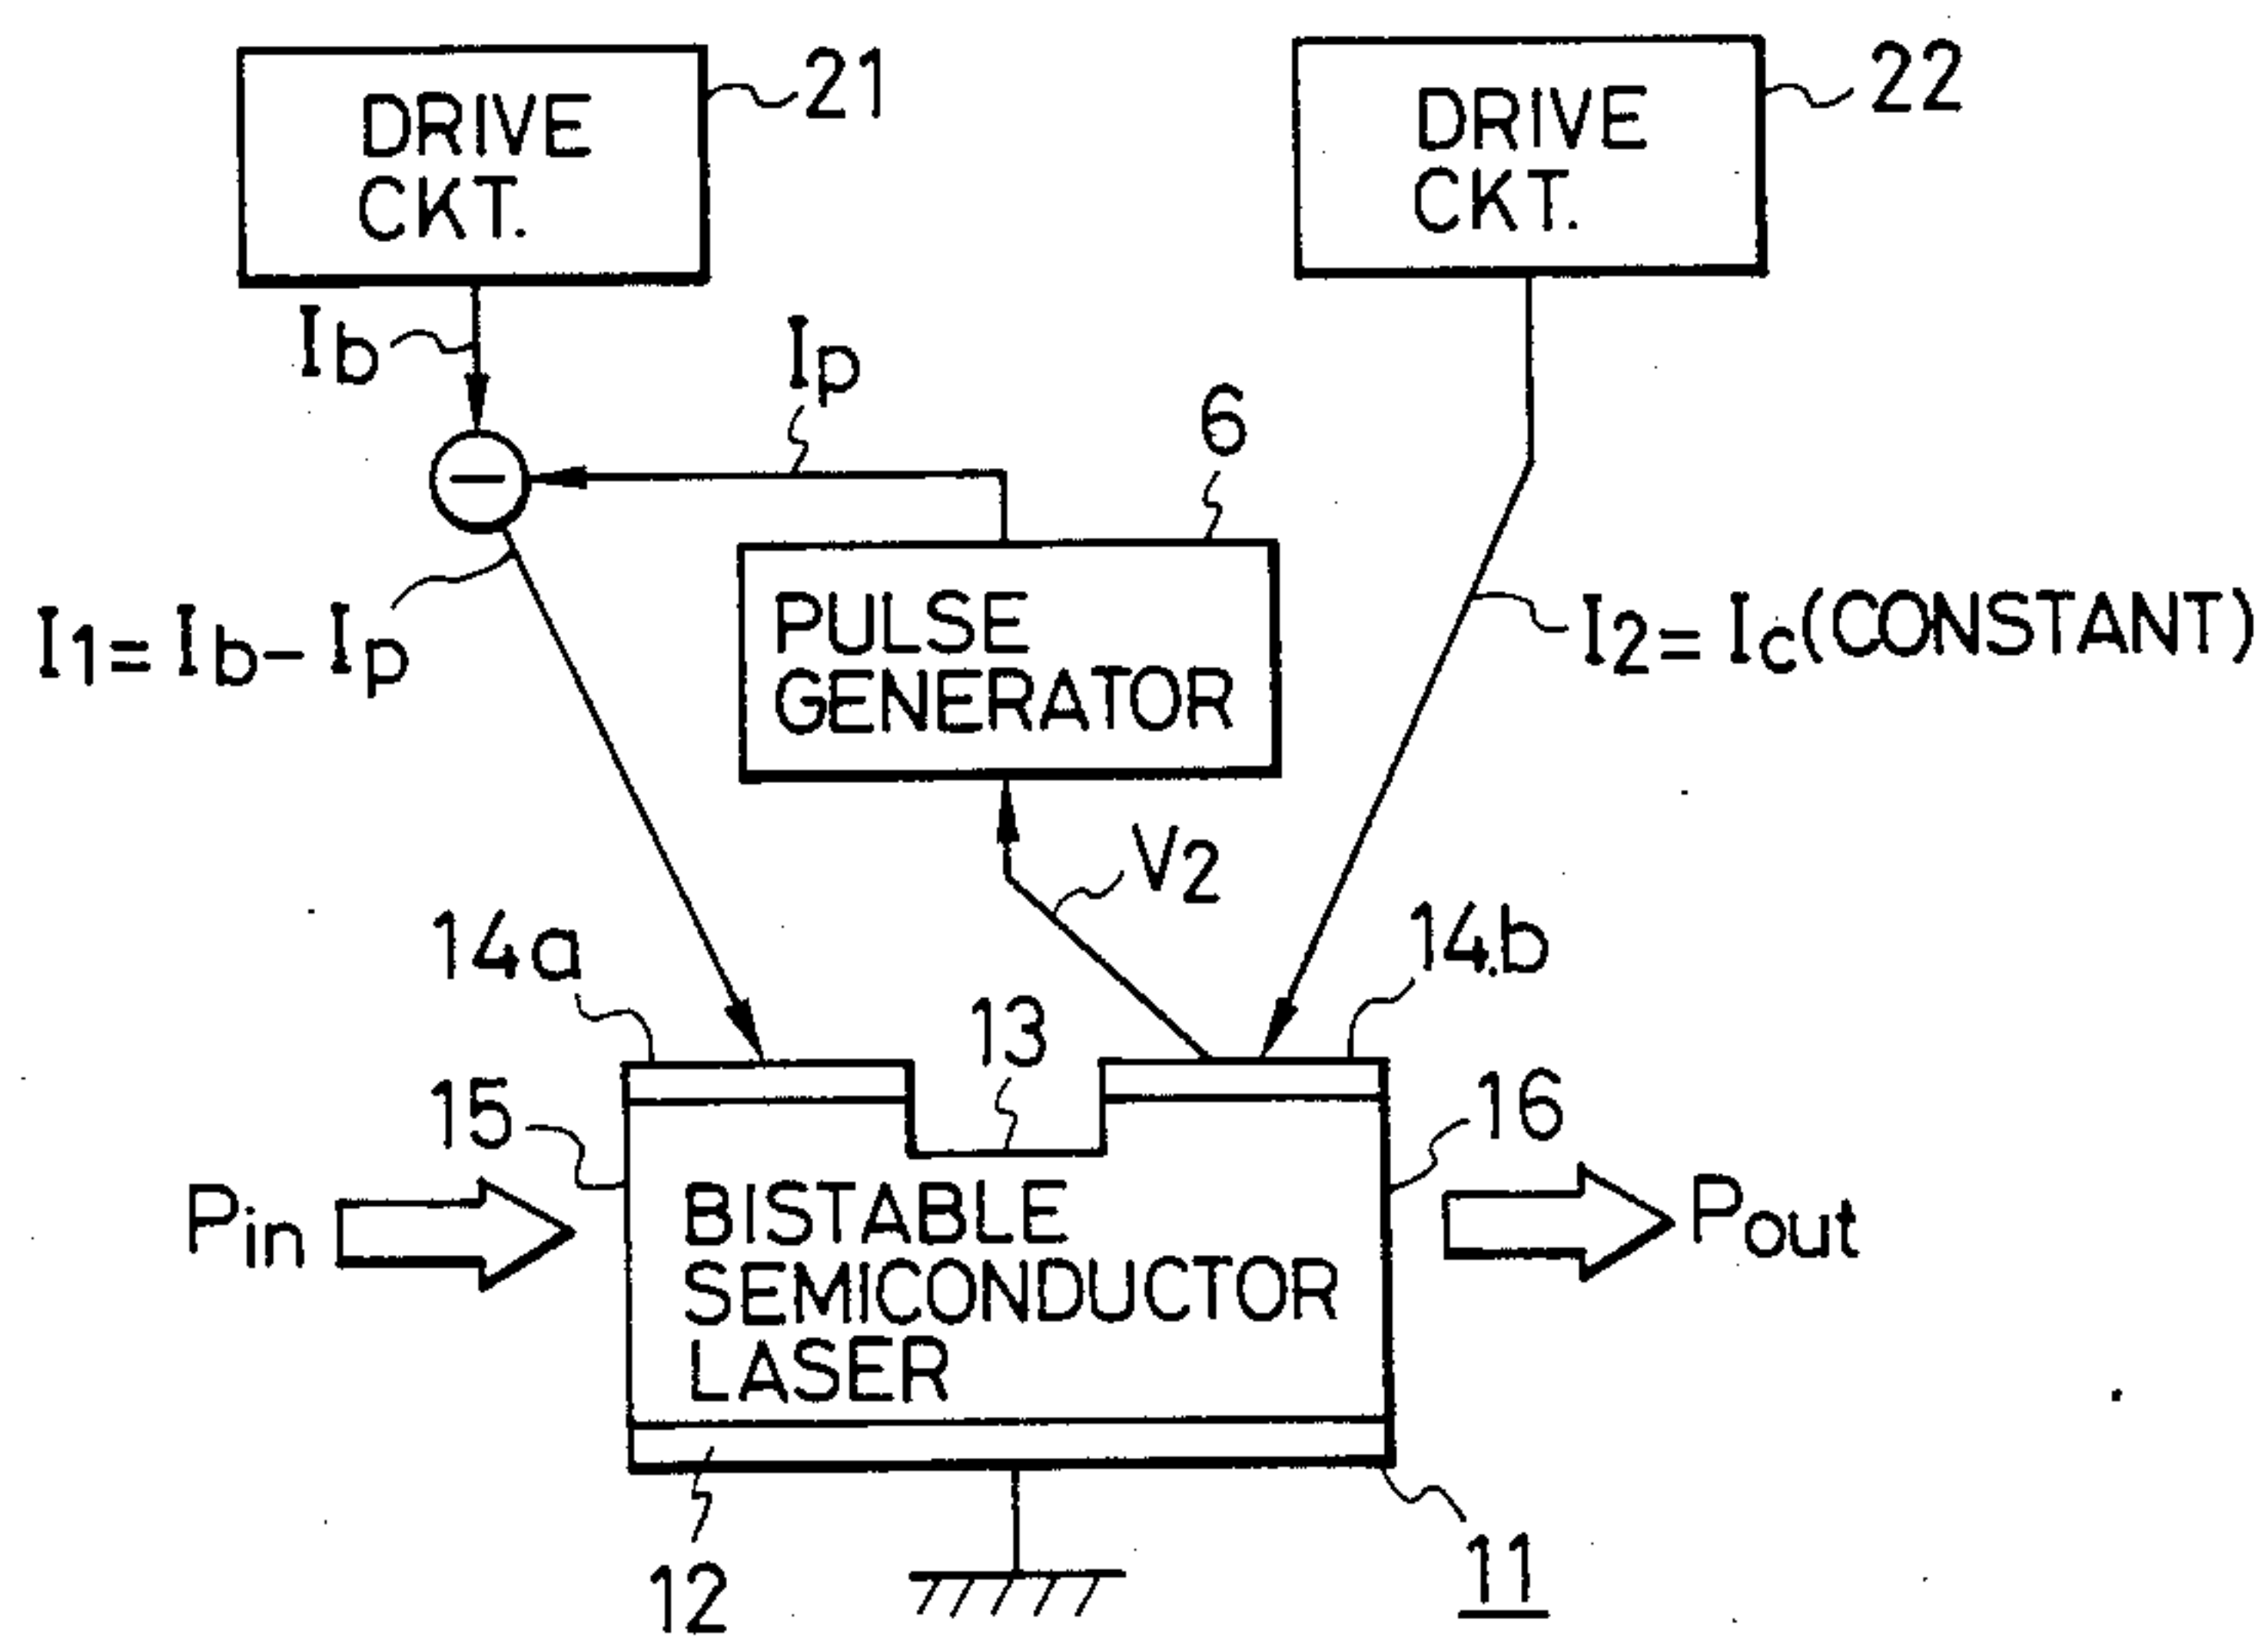 DRIVE
CKT.
21
DRIVE
CKT.
22
Ib
Ip
6
I1= Ib- Ip
PULSE
GENERATOR
I2= Ic(CONSTANT)
V2
14a
14.b
13
15
16
Pin
BISTABLE
SEMICONDUCTOR
LASER
Pout
12
11